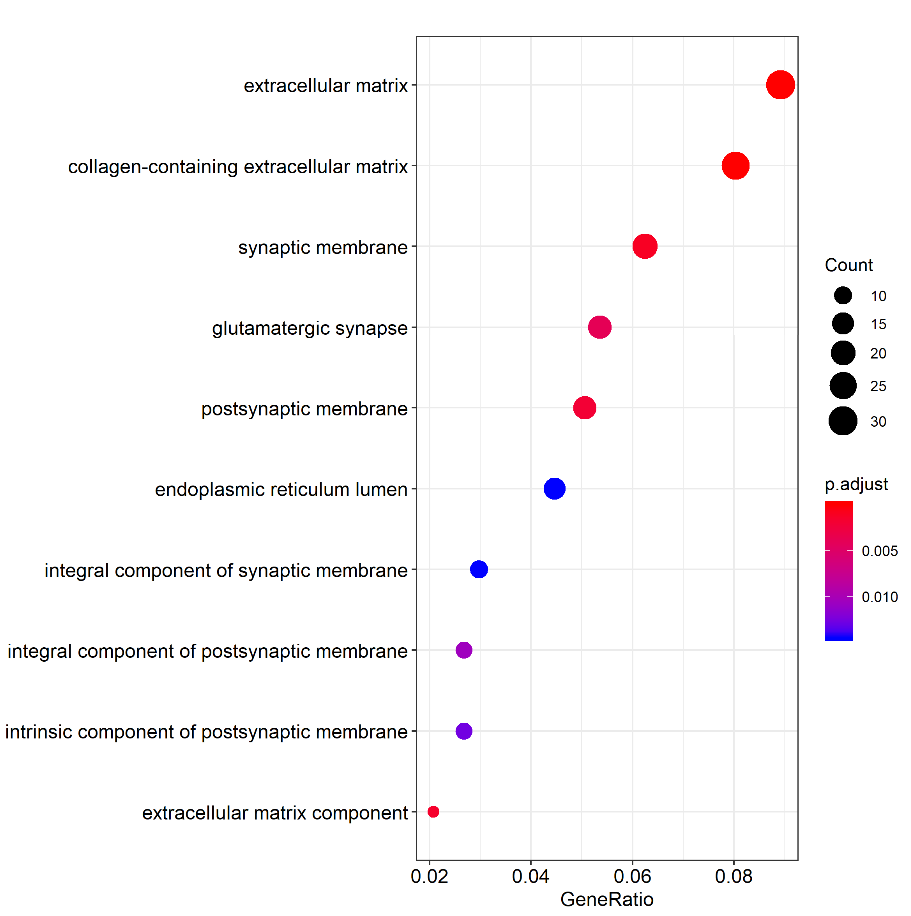 extracellular matrix
collagen-containing extracellular matrix
synaptic membrane
glutamatergic synapse
postsynaptic membrane
endoplasmic reticulum lumen
integral component of synaptic membrane
integral component of postsynaptic membrane
intrinsic component of postsynaptic membrane
extracellular matrix component
0.02 0.04 0.06 0.08
GeneRatio
Count
10
15
20
25
30
p.adjust
0.005
0.010